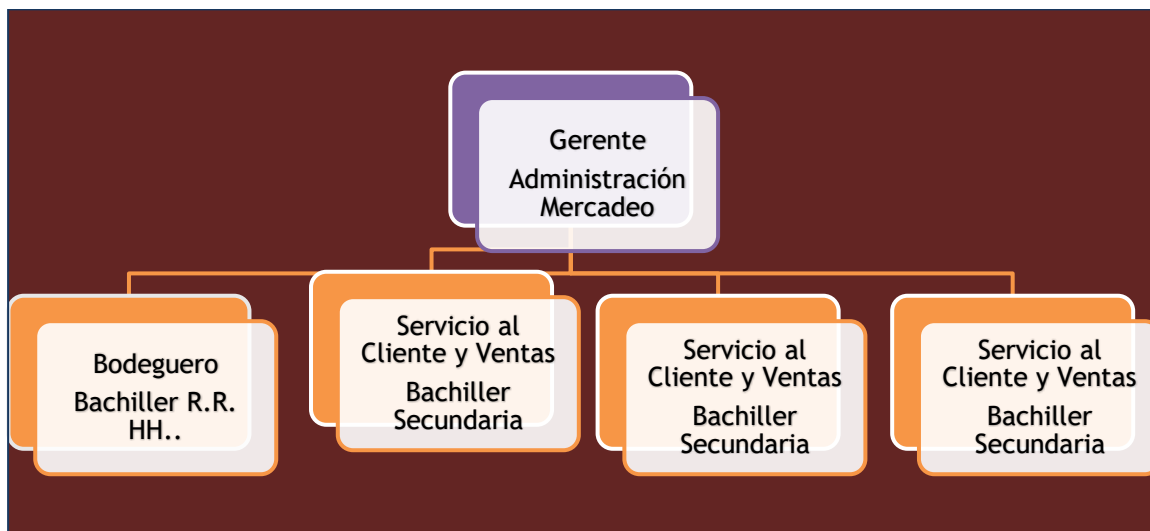 Gerente
Administración
Mercadeo
Bodeguero
Bachiller R.R.
HH..
Servicio al
Cliente y Ventas
Bachiller
Secundaria
Servicio al
Cliente y Ventas
Bachiller
Secundaria
Servicio al
Cliente y Ventas
Bachiller
Secundaria